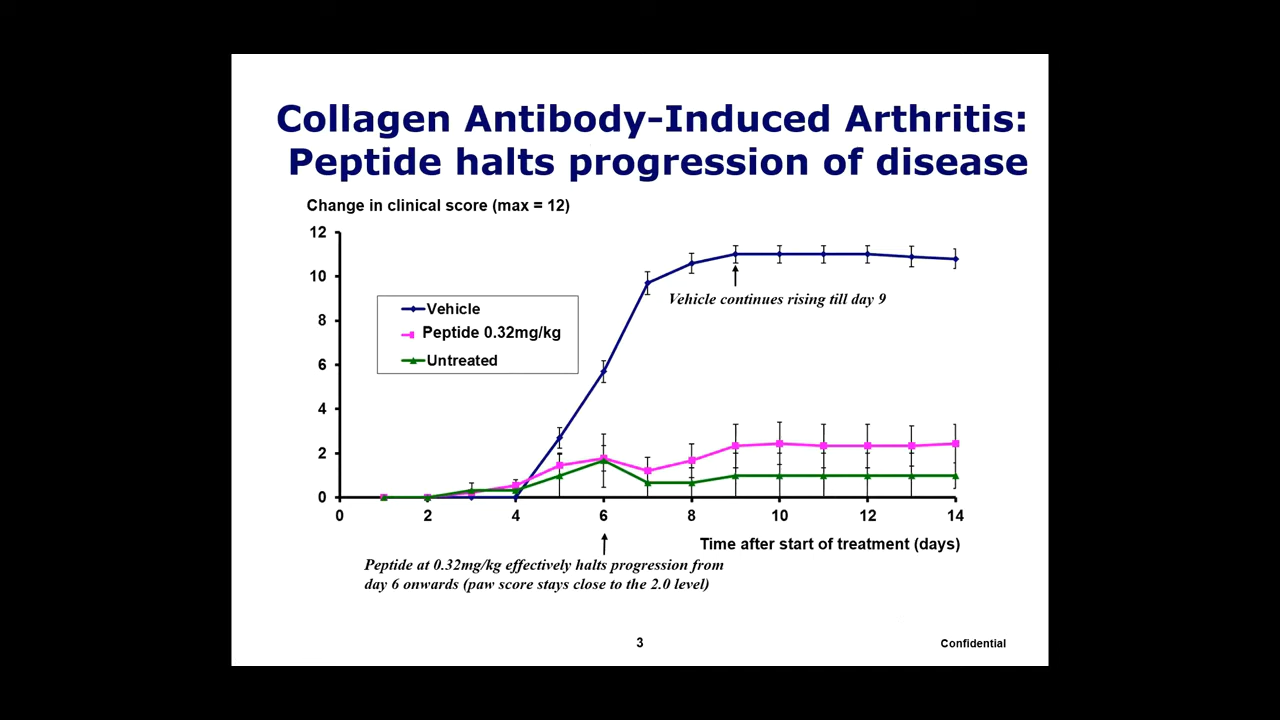 Collagen Antibody-Induced Arthritis:
Peptide halts progression of disease
Change in clinical score (max = 12)
12
10
8
6
4
2
0
Vehicle
Peptide 0.32mg/kg
Untreated
Vehicle continues rising till day 9
0 2 4 6 8 10 12 14
Time after start of treatment (days)
Peptide at 0.32mg/kg effectively halts progression from
day 6 onwards (paw score stays close to the 2.0 level)
3
Confidential